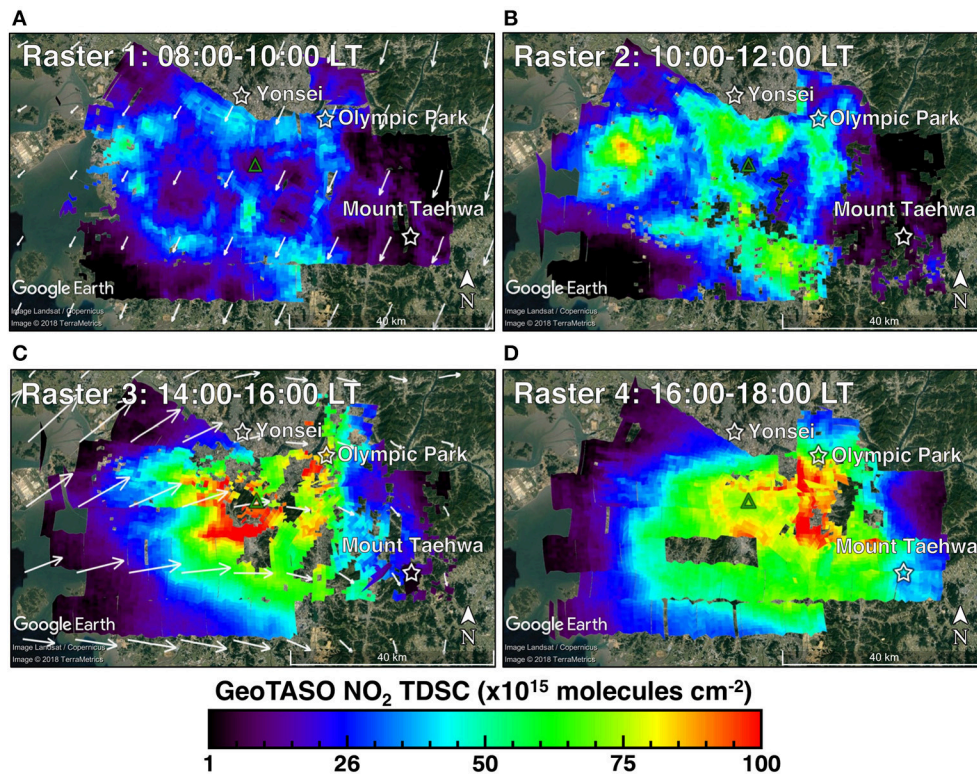 A
Raster 1: 08:00-10:00 LT
Yonsei
Olympic Park
Mount Taehwa
Google Earth
Image Landsat / Copernicus
Image © 2018 TerraMetrics
40 km
N
B
Raster 2: 10:00-12:00 LT
Yonsei
Olympic Park
Mount Taehwa
Google Earth
Image Landsat / Copernicus
Image © 2018 TerraMetrics
40 km
N
C
Raster 3: 14:00-16:00 LT
Yonsei
Olympic Park
Mount Taehwa
Google Earth
Image Landsat / Copernicus
Image © 2018 TerraMetrics
40 km
N
D
Raster 4: 16:00-18:00 LT
Yonsei
Olympic Park
Mount Taehwa
Google Earth
Image Landsat / Copernicus
Image © 2018 TerraMetrics
40 km
N
GeoTASO NO₂ TDSC (x10¹⁵ molecules cm⁻²)
1 26 50 75 100